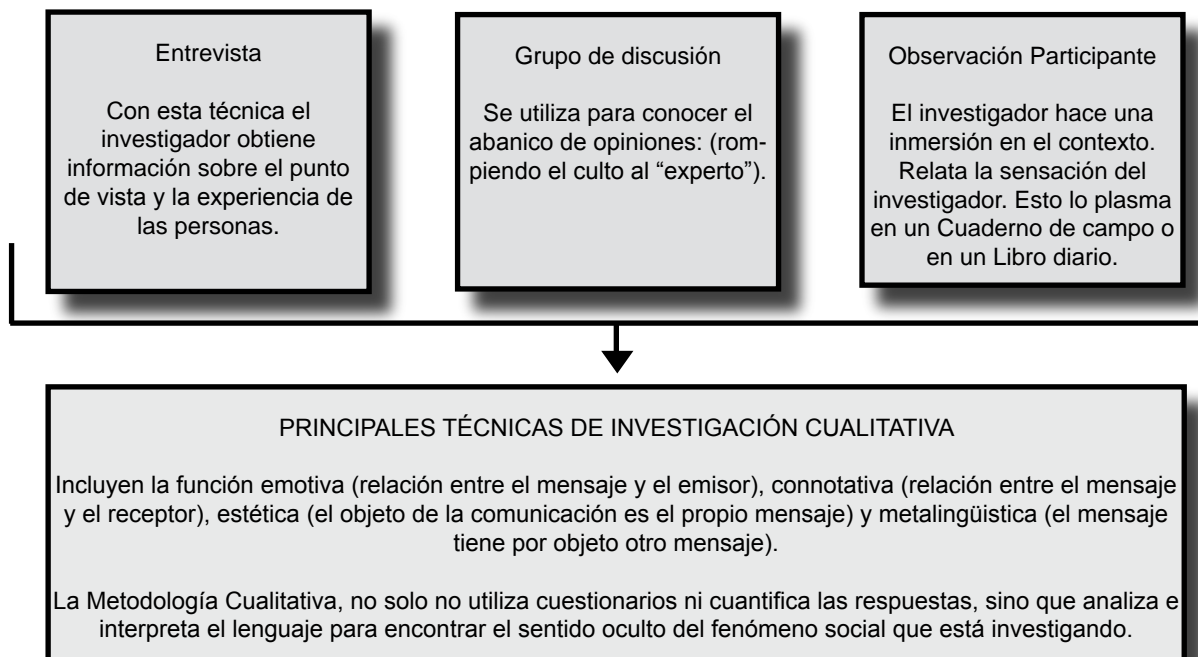 Entrevista
Con esta técnica el
investigador obtiene
información sobre el punto
de vista y la experiencia de
las personas.
Grupo de discusión
Se utiliza para conocer el
abanico de opiniones: (rom-
piendo el culto al “experto”).
Observación Participante
El investigador hace una
inmersión en el contexto.
Relata la sensación del
investigador. Esto lo plasma
en un Cuaderno de campo o
en un Libro diario.
PRINCIPALES TÉCNICAS DE INVESTIGACIÓN CUALITATIVA
Incluyen la función emotiva (relación entre el mensaje y el emisor), connotativa (relación entre el mensaje
y el receptor), estética (el objeto de la comunicación es el propio mensaje) y metalingüistica (el mensaje
tiene por objeto otro mensaje).
La Metodología Cualitativa, no solo no utiliza cuestionarios ni cuantifica las respuestas, sino que analiza e
interpreta el lenguaje para encontrar el sentido oculto del fenómeno social que está investigando.